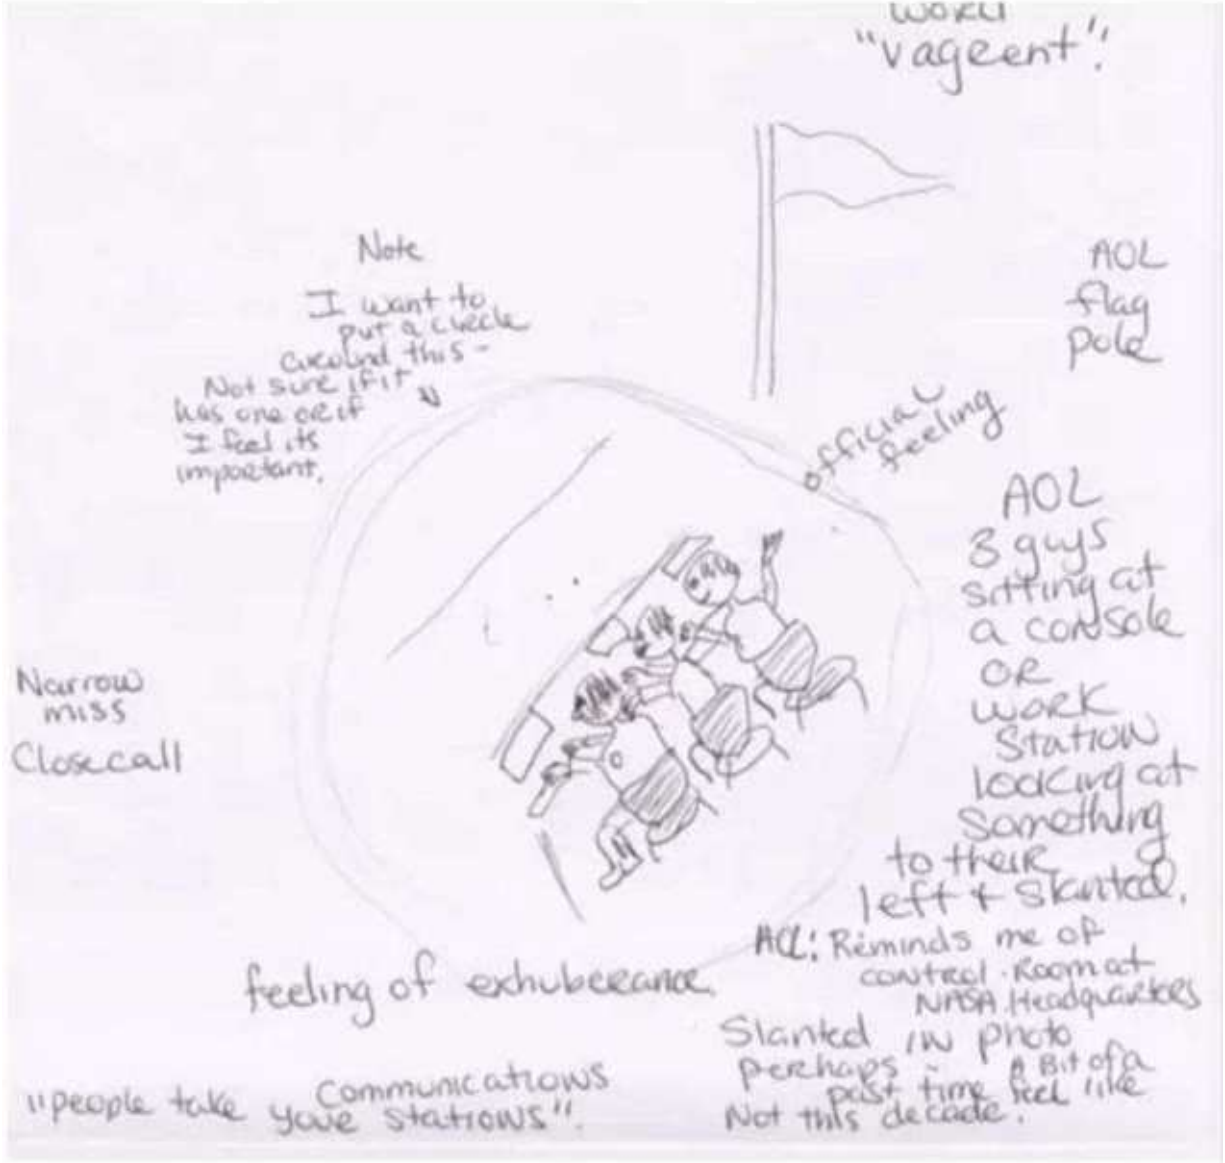 WORD
"vageent".
Note
I want to
put a circle
around this -
Not sure if it
has one or if
I feel its
important.
AOL
flag
pole
official
feeling
AOL
3 guys
sitting at
a console
OR
WORK
Station
looking at
something
to their
left & slanted.
Narrow
miss
Close call
AOL: Reminds me of
control Room at
NASA Headquarters
feeling of exhuberance.
Slanted in photo
perhaps - A Bit of a
past time feel like
Not this decade.
Communications
"people take your stations".